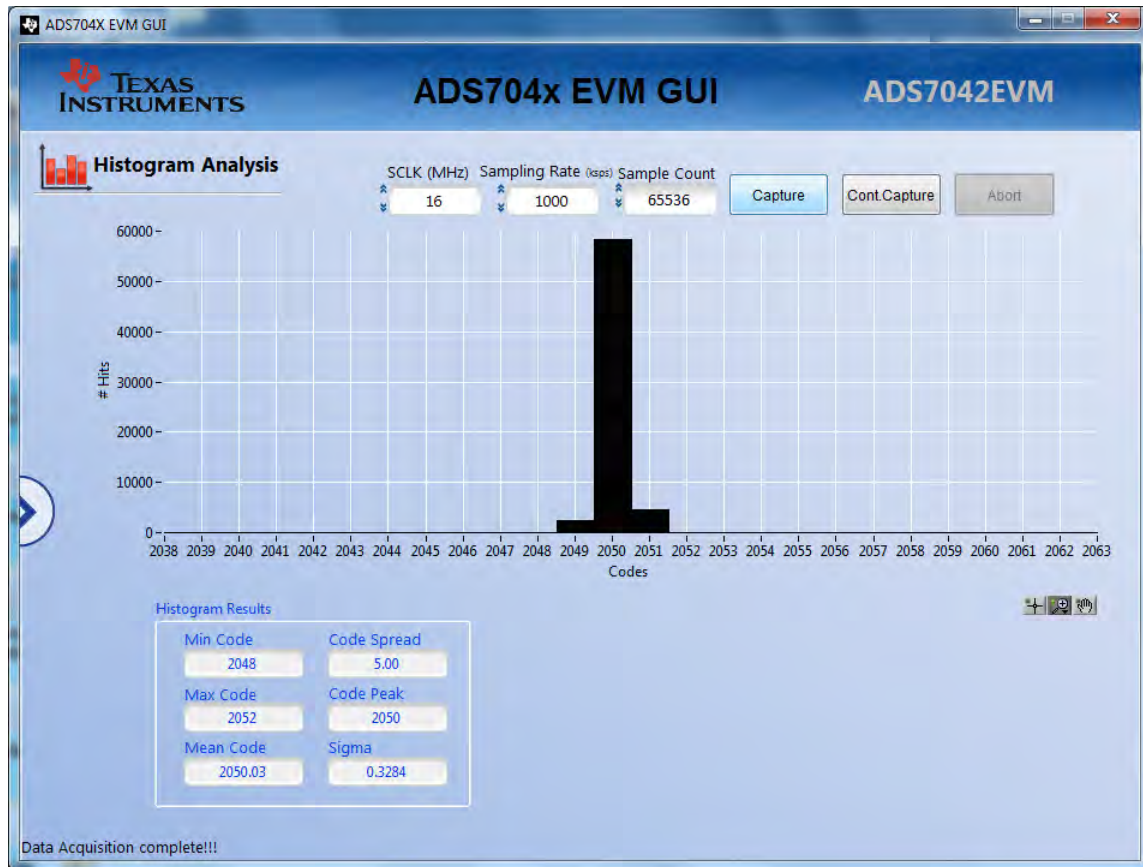 ADS704X EVM GUI
TEXAS
INSTRUMENTS
ADS704x EVM GUI
ADS7042EVM
Histogram Analysis
SCLK (MHz)
Sampling Rate (ksps)
Sample Count
16
1000
65536
Capture
Cont.Capture
Abort
60000
50000
40000
30000
20000
10000
0
# Hits
2038 2039 2040 2041 2042 2043 2044 2045 2046 2047 2048 2049 2050 2051 2052 2053 2054 2055 2056 2057 2058 2059 2060 2061 2062 2063
Codes
Histogram Results
Min Code
Code Spread
2048
5.00
Max Code
Code Peak
2052
2050
Mean Code
Sigma
2050.03
0.3284
Data Acquisition complete!!!